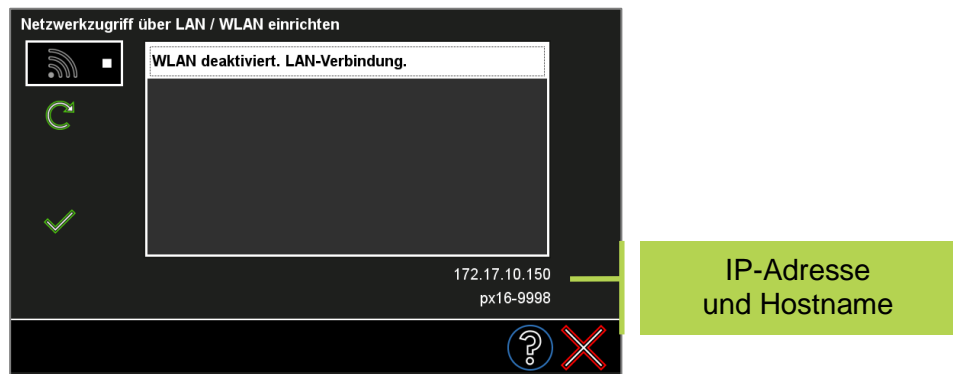 Netzwerkzugriff über LAN / WLAN einrichten
WLAN deaktiviert. LAN-Verbindung.
172.17.10.150
px16-9998
IP-Adresse
und Hostname